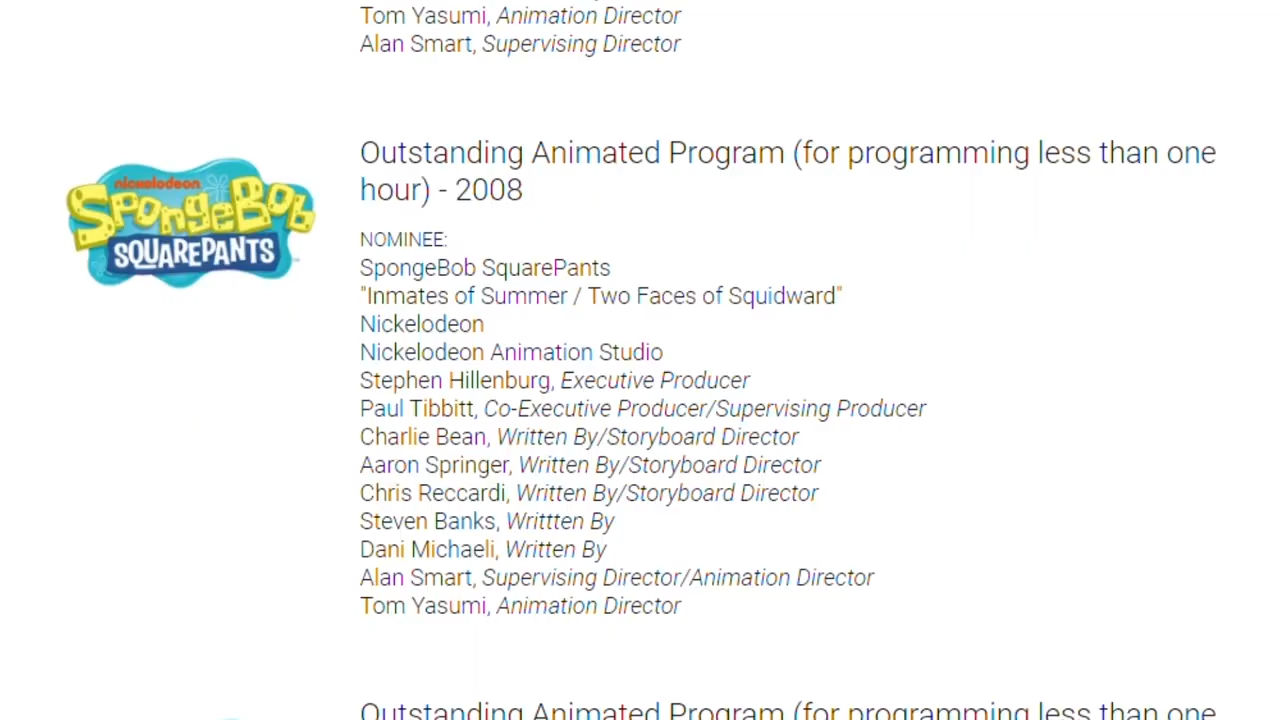 Tom Yasumi, Animation Director
Alan Smart, Supervising Director
nickelodeon
SPONGEBOB
SQUAREPANTS
Outstanding Animated Program (for programming less than one
hour) - 2008
NOMINEE:
SpongeBob SquarePants
"Inmates of Summer / Two Faces of Squidward"
Nickelodeon
Nickelodeon Animation Studio
Stephen Hillenburg, Executive Producer
Paul Tibbitt, Co-Executive Producer/Supervising Producer
Charlie Bean, Written By/Storyboard Director
Aaron Springer, Written By/Storyboard Director
Chris Reccardi, Written By/Storyboard Director
Steven Banks, Writtten By
Dani Michaeli, Written By
Alan Smart, Supervising Director/Animation Director
Tom Yasumi, Animation Director
Outstanding Animated Program (for programming less than one